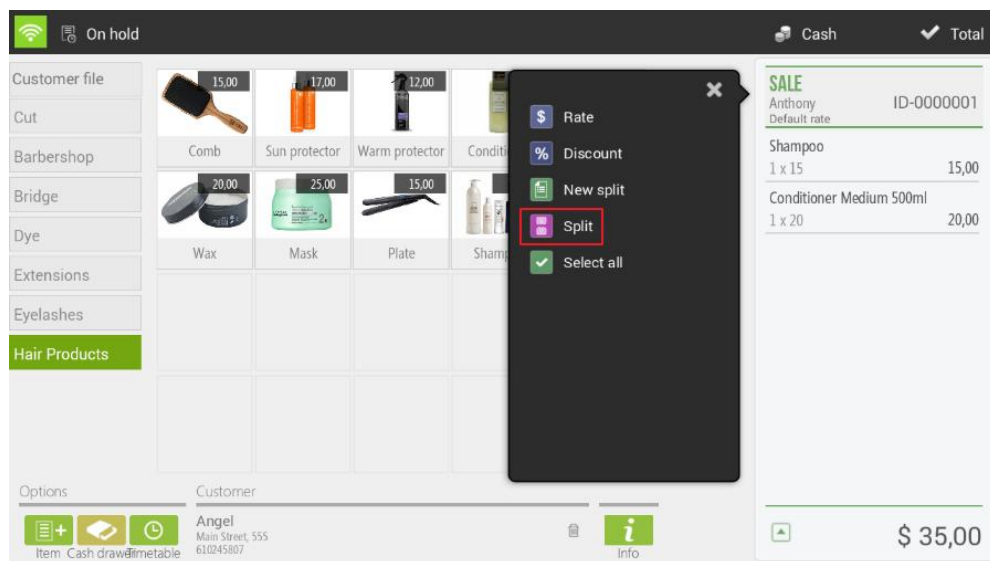 On hold
Cash
Total
Customer file
Cut
Barbershop
Bridge
Dye
Extensions
Eyelashes
Hair Products
15,00
17,00
12,00
Comb
Sun protector
Warm protector
Conditi
20,00
25,00
15,00
Wax
Mask
Plate
Shamp
$ Rate
% Discount
New split
Split
Select all
SALE
Anthony
ID-0000001
Default rate
Shampoo
1 x 15
15,00
Conditioner Medium 500ml
1 x 20
20,00
$ 35,00
Options
Customer
Angel
Main Street, 555
610245807
Item
Cash drawer
Timetable
i
Info